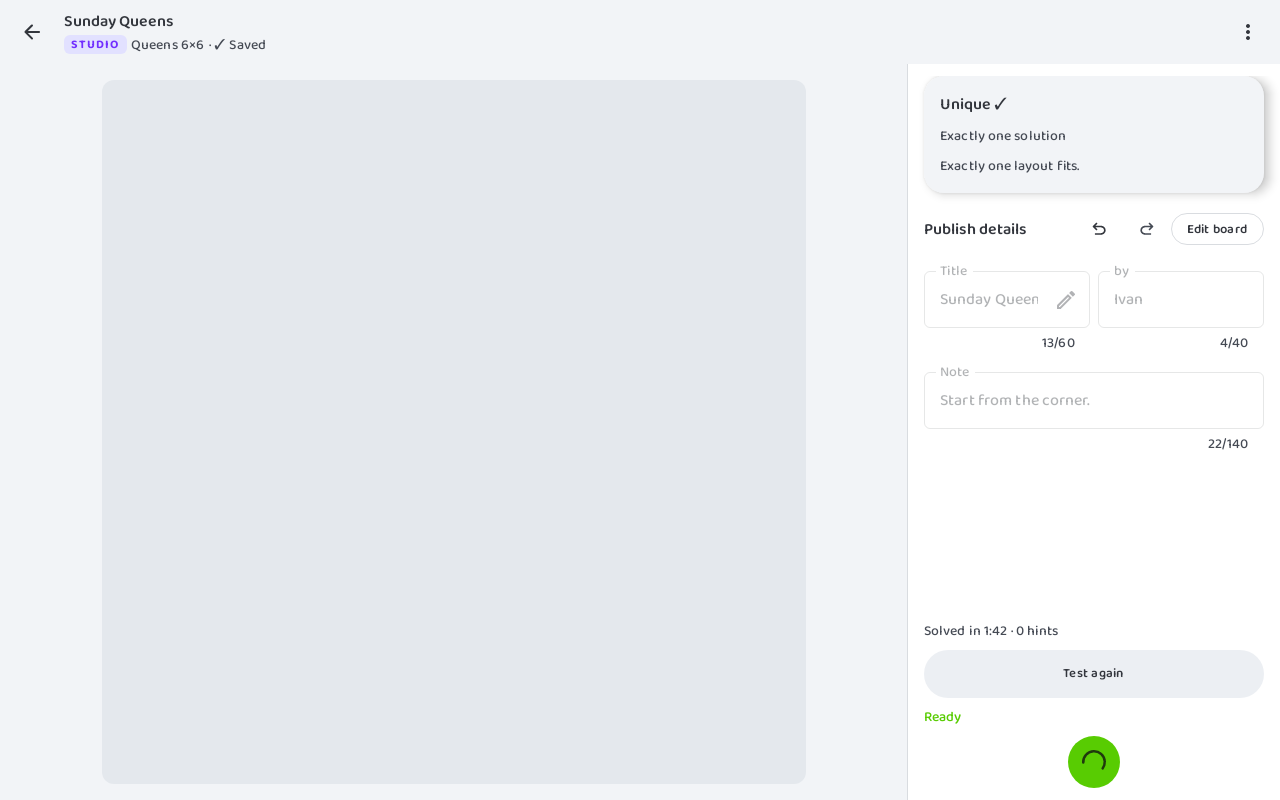 Sunday Queens
STUDIO Queens 6×6 · ✓ Saved
Unique ✓
Exactly one solution
Exactly one layout fits.
Publish details
Edit board
Title
Sunday Queen
by
Ivan
13/60
4/40
Note
Start from the corner.
22/140
Solved in 1:42 · 0 hints
Test again
Ready